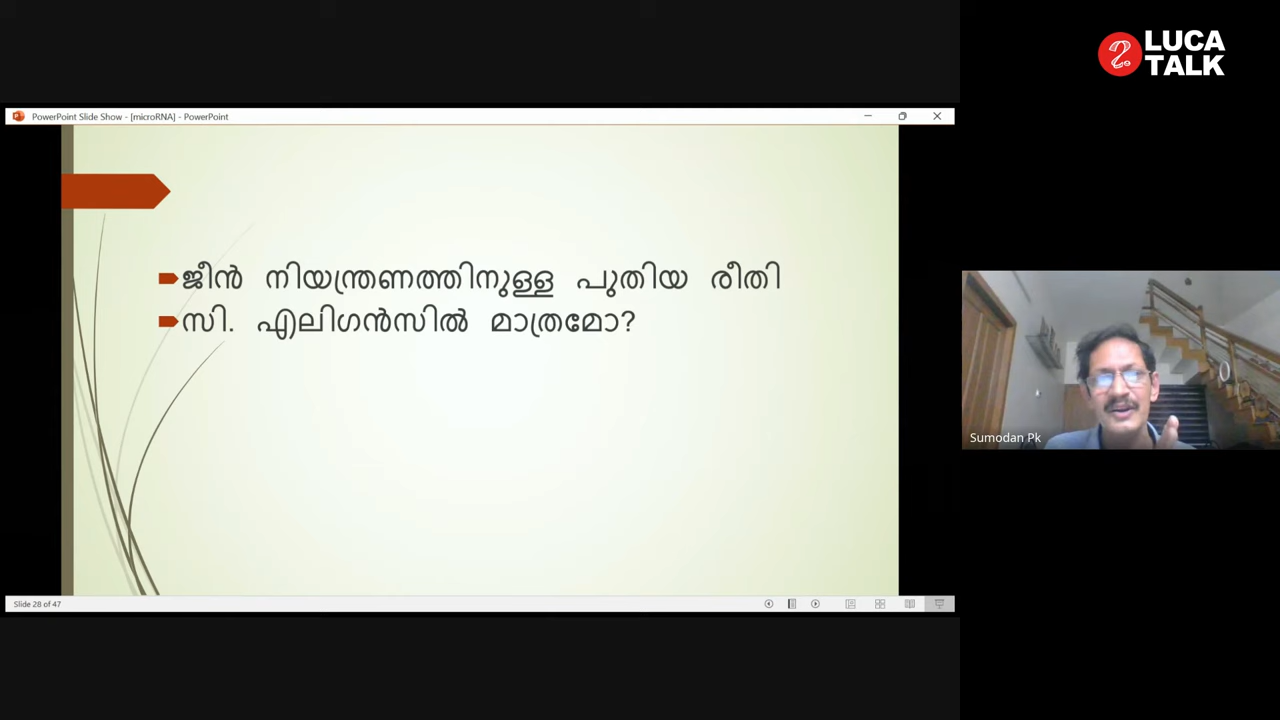 LUCA
TALK
PowerPoint Slide Show - [microRNA] - PowerPoint
ജീൻ നിയന്ത്രണത്തിനുള്ള പുതിയ രീതി
സി. എലിഗൻസിൽ മാത്രമോ?
Sumodan Pk
Slide 28 of 47